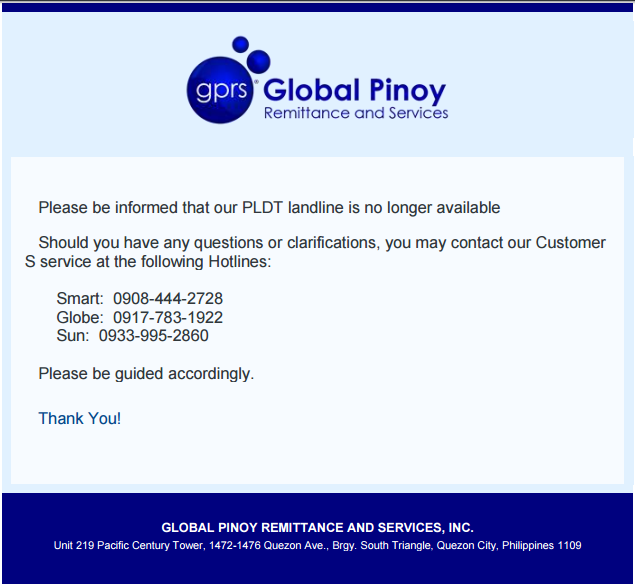 gprs®
Global Pinoy
Remittance and Services
Please be informed that our PLDT landline is no longer available
Should you have any questions or clarifications, you may contact our Customer
S service at the following Hotlines:
Smart: 0908-444-2728
Globe: 0917-783-1922
Sun: 0933-995-2860
Please be guided accordingly.
Thank You!
GLOBAL PINOY REMITTANCE AND SERVICES, INC.
Unit 219 Pacific Century Tower, 1472-1476 Quezon Ave., Brgy. South Triangle, Quezon City, Philippines 1109